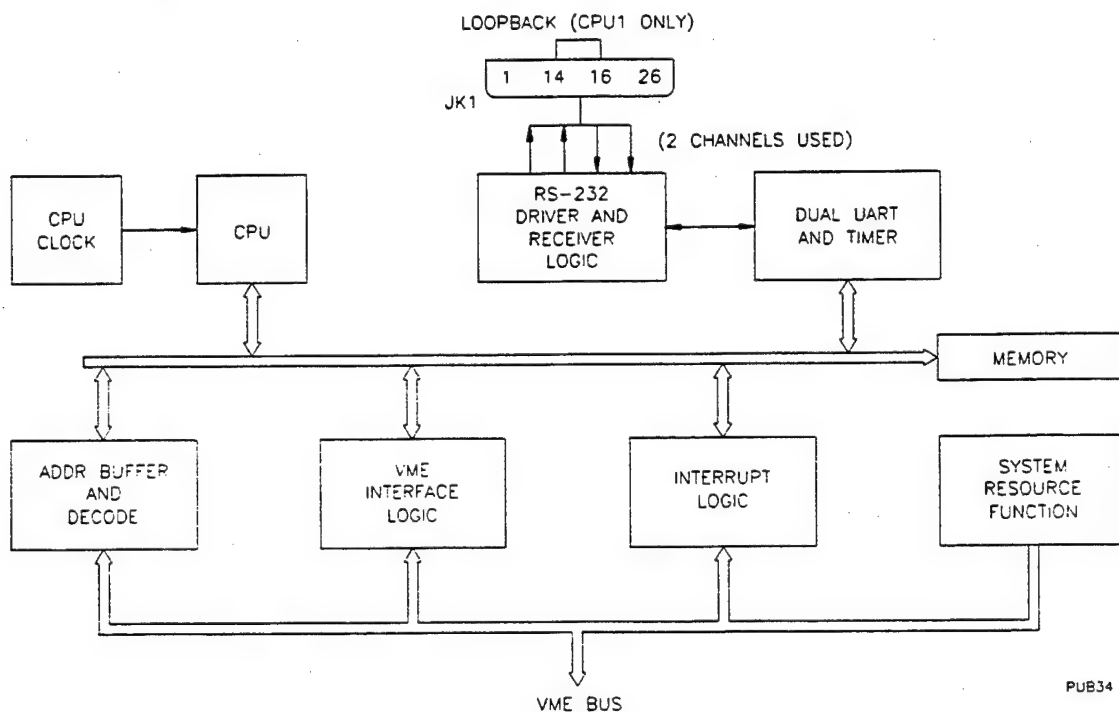 LOOPBACK (CPU1 ONLY)
1 14 16 26
JK1
(2 CHANNELS USED)
CPU
CLOCK
CPU
RS-232
DRIVER AND
RECEIVER
LOGIC
DUAL UART
AND TIMER
MEMORY
ADDR BUFFER
AND
DECODE
VME
INTERFACE
LOGIC
INTERRUPT
LOGIC
SYSTEM
RESOURCE
FUNCTION
VME BUS
PUB34